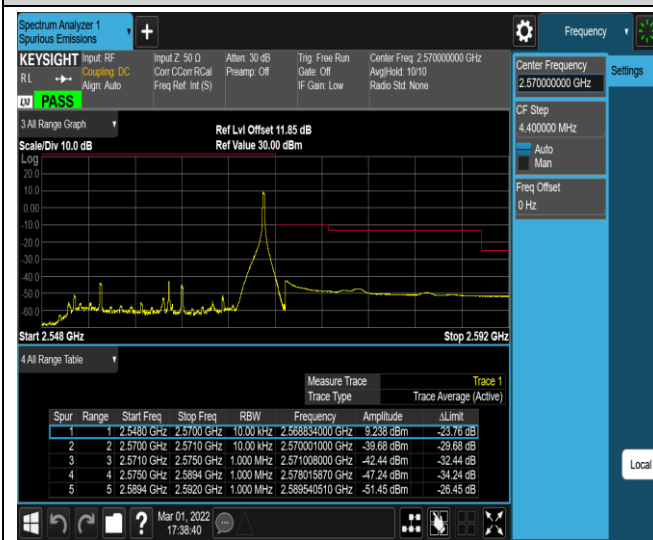 Spectrum Analyzer 1
Spurious Emissions
Frequency
KEYSIGHT
Input: RF
Input Z: 50 Ω
Atten: 30 dB
Trig: Free Run
Center Freq: 2.570000000 GHz
RL
Coupling: DC
Corr CCorr RCal
Preamp: Off
Gate: Off
Avg|Hold: 10/10
Align: Auto
Freq Ref: Int (S)
IF Gain: Low
Radio Std: None
LXI
PASS
Center Frequency
2.570000000 GHz
Settings
CF Step
4.400000 MHz
Auto
Man
Freq Offset
0 Hz
3 All Range Graph
Ref Lvl Offset 11.85 dB
Scale/Div 10.0 dB
Ref Value 30.00 dBm
Log
20.0
10.0
0.00
-10.0
-20.0
-30.0
-40.0
-50.0
-60.0
Start 2.548 GHz
Stop 2.592 GHz
4 All Range Table
Measure Trace Trace 1
Trace Type Trace Average (Active)
Spur Range Start Freq Stop Freq RBW Frequency Amplitude ΔLimit
1 1 2.5480 GHz 2.5700 GHz 10.00 kHz 2.568834000 GHz 9.238 dBm -23.76 dB
2 2 2.5700 GHz 2.5710 GHz 10.00 kHz 2.570001000 GHz -39.68 dBm -29.68 dB
3 3 2.5710 GHz 2.5750 GHz 1.000 MHz 2.571008000 GHz -42.44 dBm -32.44 dB
4 4 2.5750 GHz 2.5894 GHz 1.000 MHz 2.578015870 GHz -47.24 dBm -34.24 dB
5 5 2.5894 GHz 2.5920 GHz 1.000 MHz 2.589540510 GHz -51.45 dBm -26.45 dB
Local
Mar 01, 2022
17:38:40